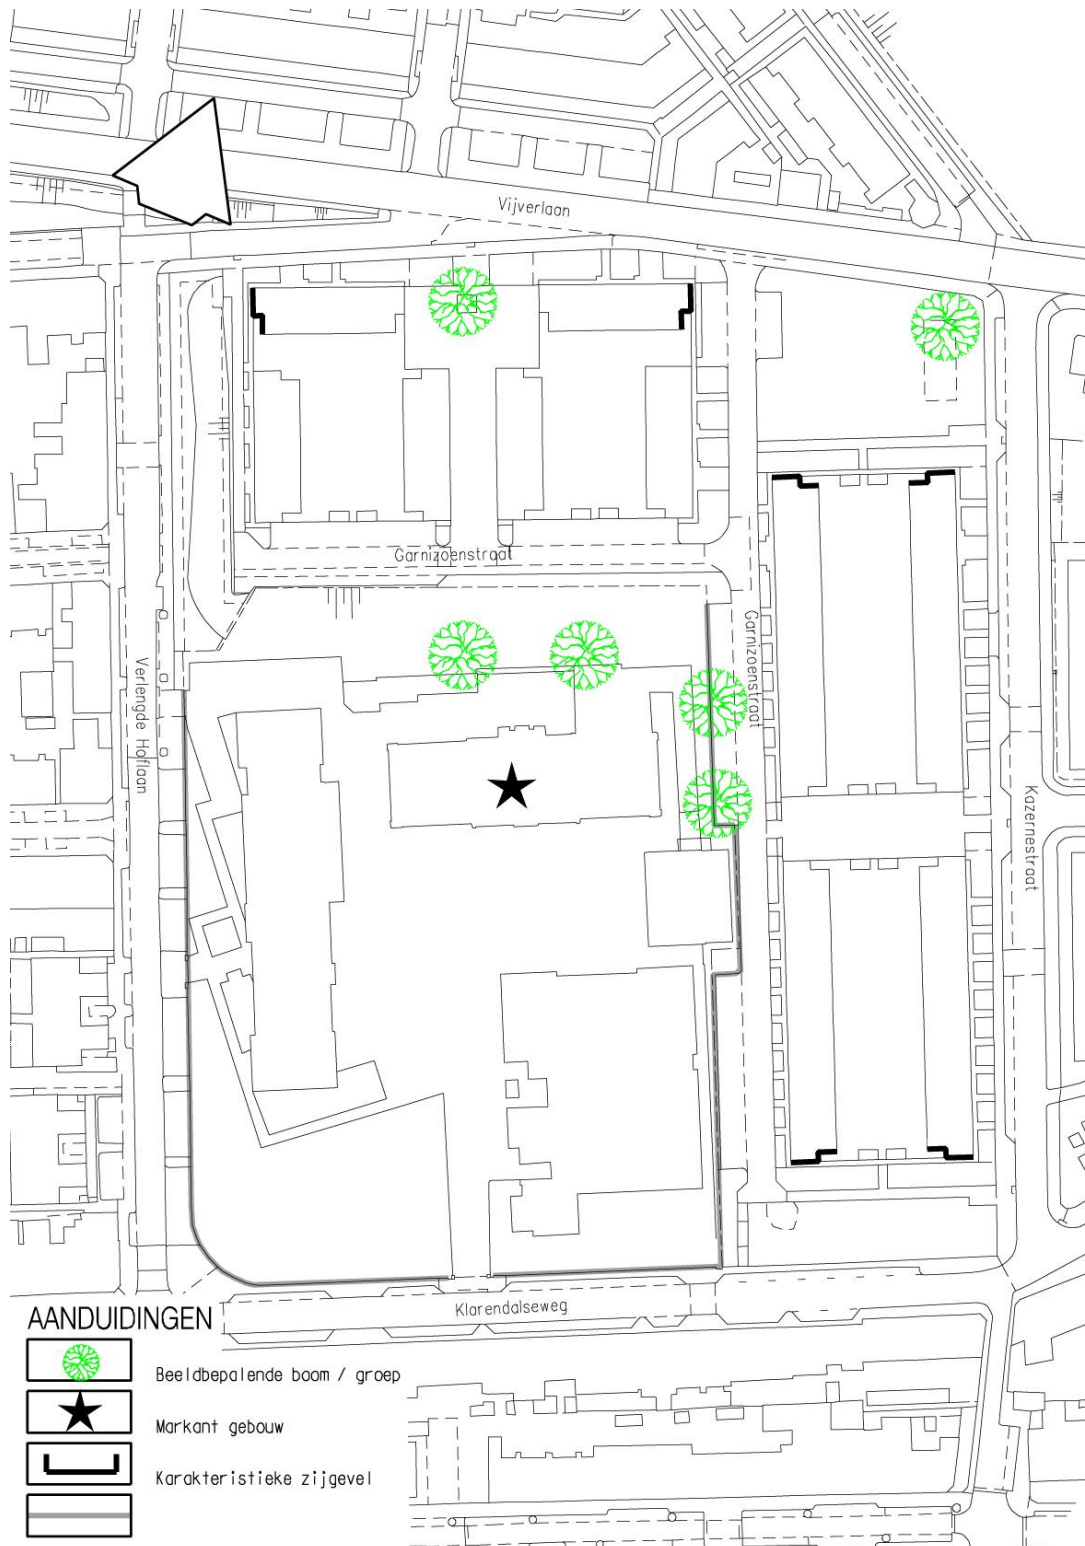 Vijverlaan
Garnizoenstraat
Garnizoenstraat
Verlengde Hoflaan
Kazernestraat
Klarendalseweg
AANDUIDINGEN
Beeldbepalende boom / groep
Markant gebouw
Karakteristieke zijgevel